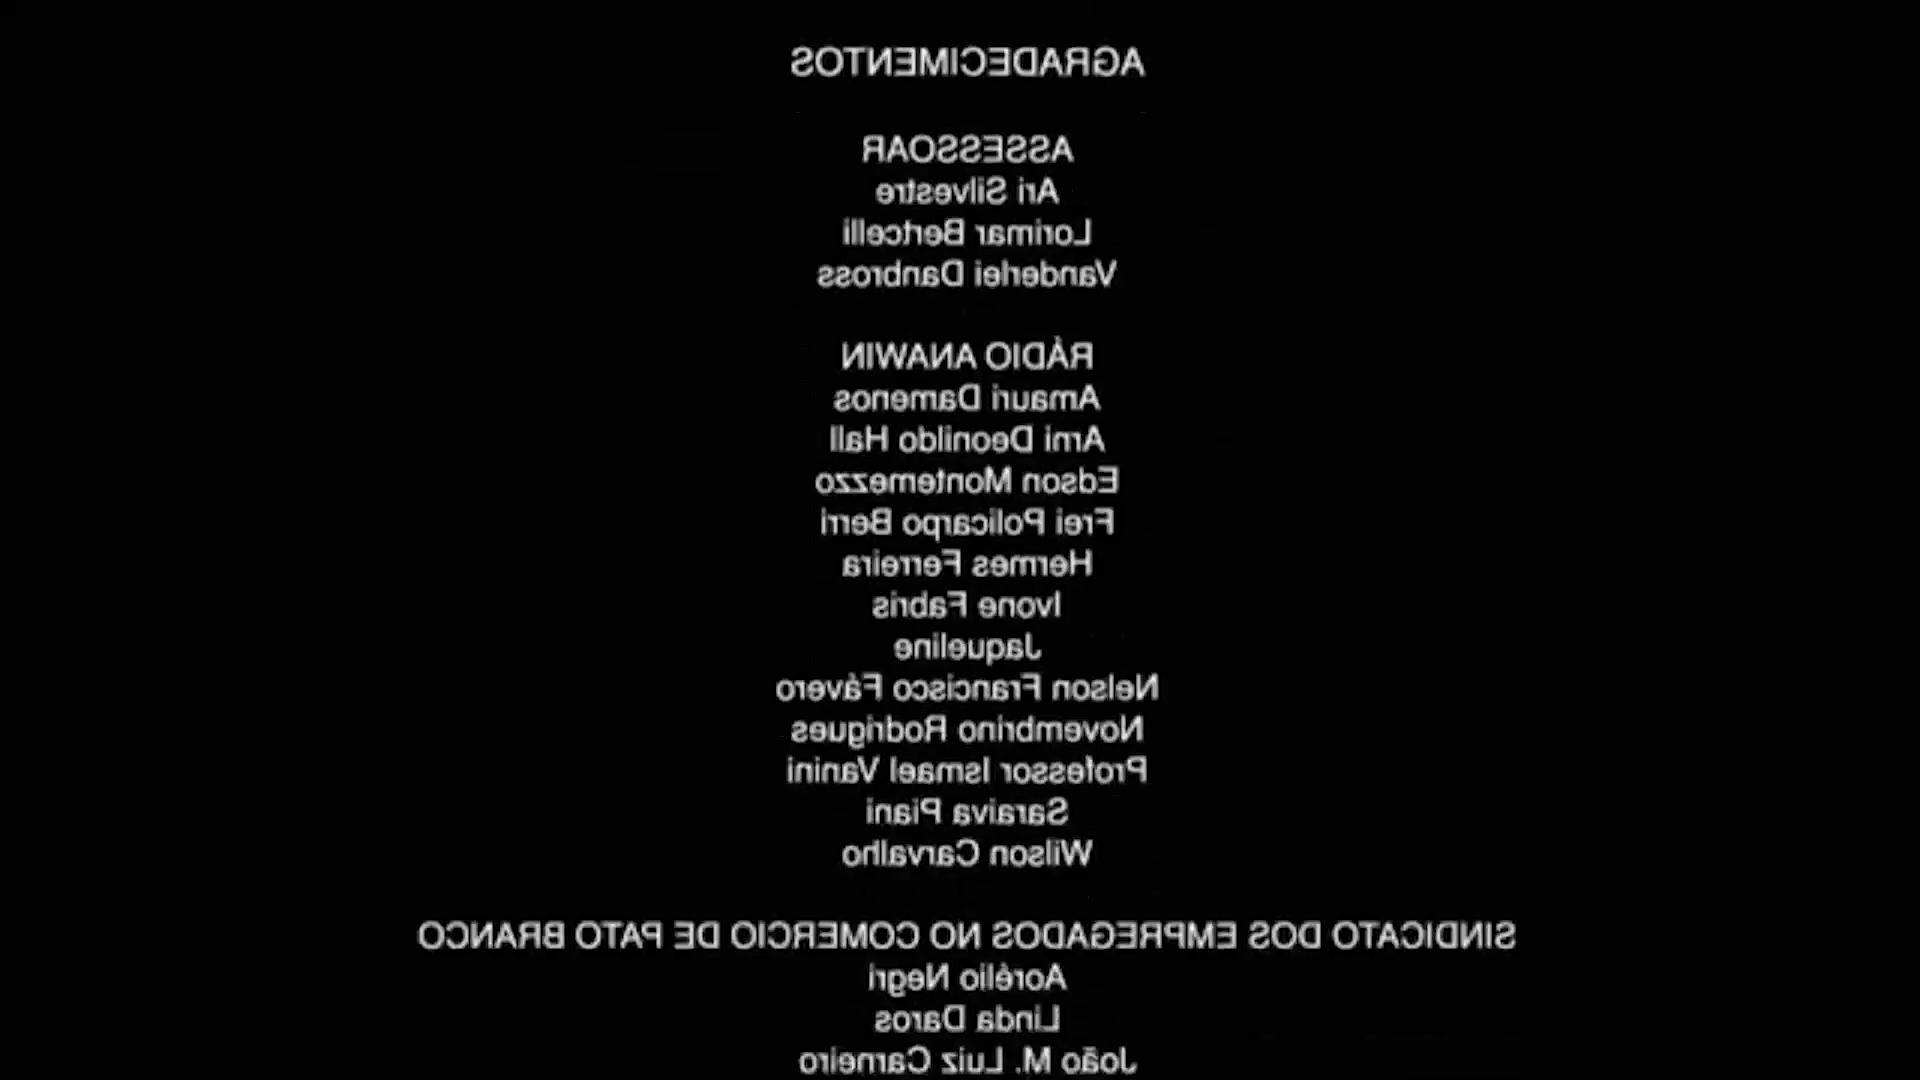 AGRADECIMENTOS
ASSESSOAR
Ari Silvestre
Lorimar Bertcelli
Vanderlei Danbross
RÁDIO ANAWIN
Amauri Damenos
Arni Deonildo Hall
Edson Montemezzo
Frei Policarpo Berri
Hermes Ferreira
Ivone Fabris
Jaqueline
Nelson Francisco Fávero
Novembrino Rodrigues
Professor Ismael Vanini
Saraiva Piani
Wilson Carvalho
SINDICATO DOS EMPREGADOS NO COMERCIO DE PATO BRANCO
Aorélio Negri
Linda Daros
João M. Luiz Carneiro